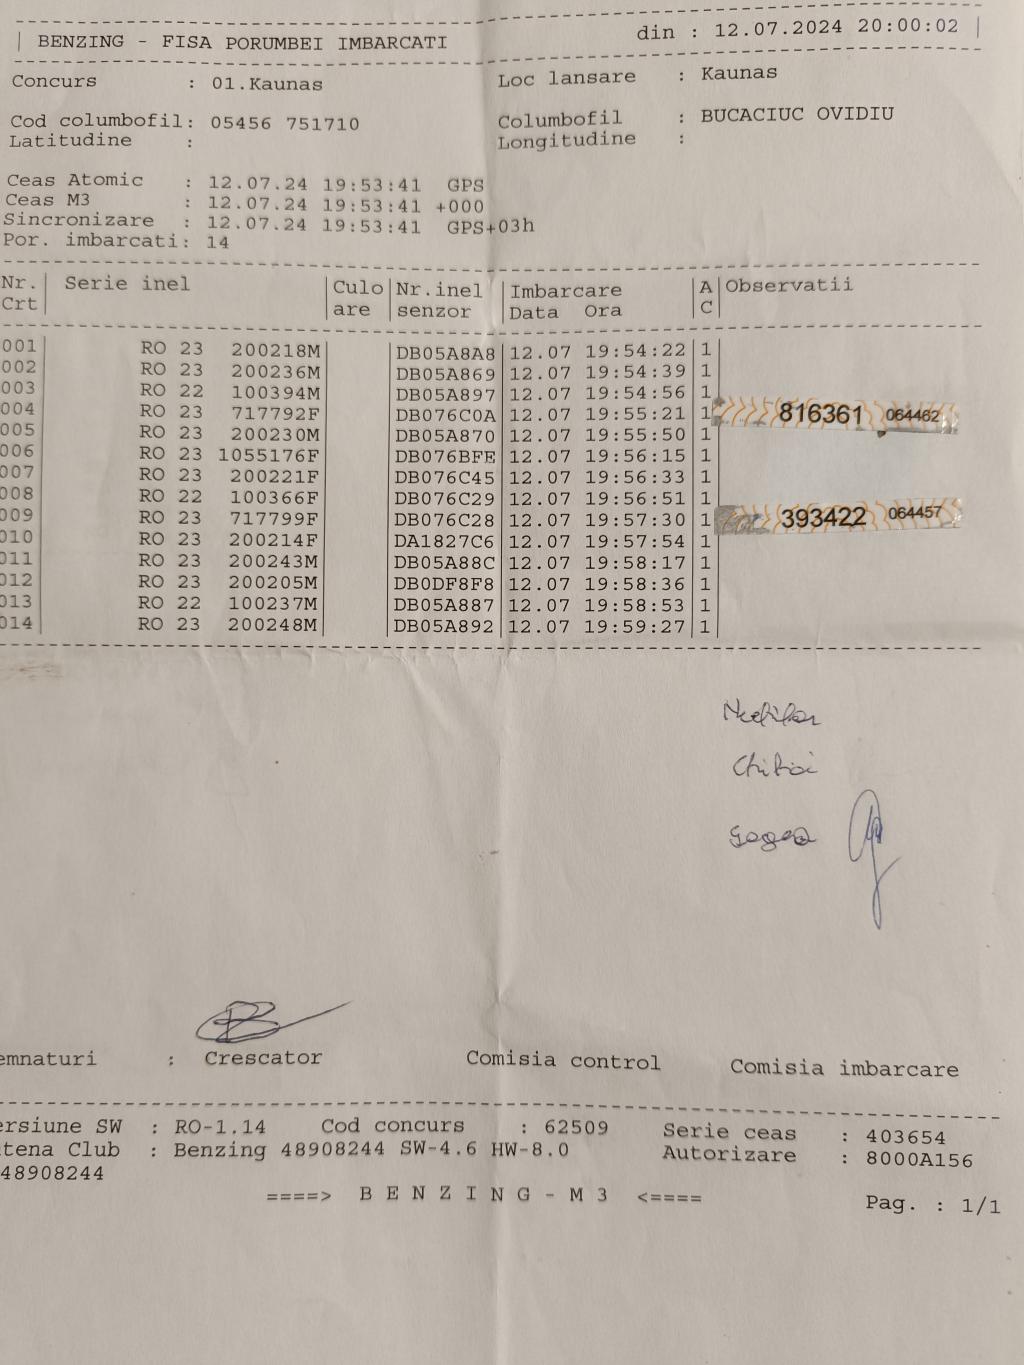 | BENZING - FISA PORUMBEI IMBARCATI din : 12.07.2024 20:00:02 |
Concurs : 01.Kaunas Loc lansare : Kaunas
Cod columbofil: 05456 751710 Columbofil : BUCACIUC OVIDIU
Latitudine : Longitudine :
Ceas Atomic : 12.07.24 19:53:41 GPS
Ceas M3 : 12.07.24 19:53:41 +000
Sincronizare : 12.07.24 19:53:41 GPS+03h
Por. imbarcati: 14
Nr. | Serie inel | Culo | Nr.inel | Imbarcare | A | Observatii
Crt | | are | senzor | Data Ora | C |
001 | RO 23 200218M | | DB05A8A8 | 12.07 19:54:22 | 1 |
002 | RO 23 200236M | | DB05A869 | 12.07 19:54:39 | 1 |
003 | RO 22 100394M | | DB05A897 | 12.07 19:54:56 | 1 |
004 | RO 23 717792F | | DB076C0A | 12.07 19:55:21 | 1 | 816361 064462
005 | RO 23 200230M | | DB05A870 | 12.07 19:55:50 | 1 |
006 | RO 23 1055176F | | DB076BFE | 12.07 19:56:15 | 1 |
007 | RO 23 200221F | | DB076C45 | 12.07 19:56:33 | 1 |
008 | RO 22 100366F | | DB076C29 | 12.07 19:56:51 | 1 |
009 | RO 23 717799F | | DB076C28 | 12.07 19:57:30 | 1 | 393422 064457
010 | RO 23 200214F | | DA1827C6 | 12.07 19:57:54 | 1 |
011 | RO 23 200243M | | DB05A88C | 12.07 19:58:17 | 1 |
012 | RO 23 200205M | | DB0DF8F8 | 12.07 19:58:36 | 1 |
013 | RO 22 100237M | | DB05A887 | 12.07 19:58:53 | 1 |
014 | RO 23 200248M | | DB05A892 | 12.07 19:59:27 | 1 |
emnaturi : Crescator Comisia control Comisia imbarcare
ersiune SW : RO-1.14 Cod concurs : 62509 Serie ceas : 403654
tena Club : Benzing 48908244 SW-4.6 HW-8.0 Autorizare : 8000A156
48908244
====> B E N Z I N G - M 3 <==== Pag. : 1/1